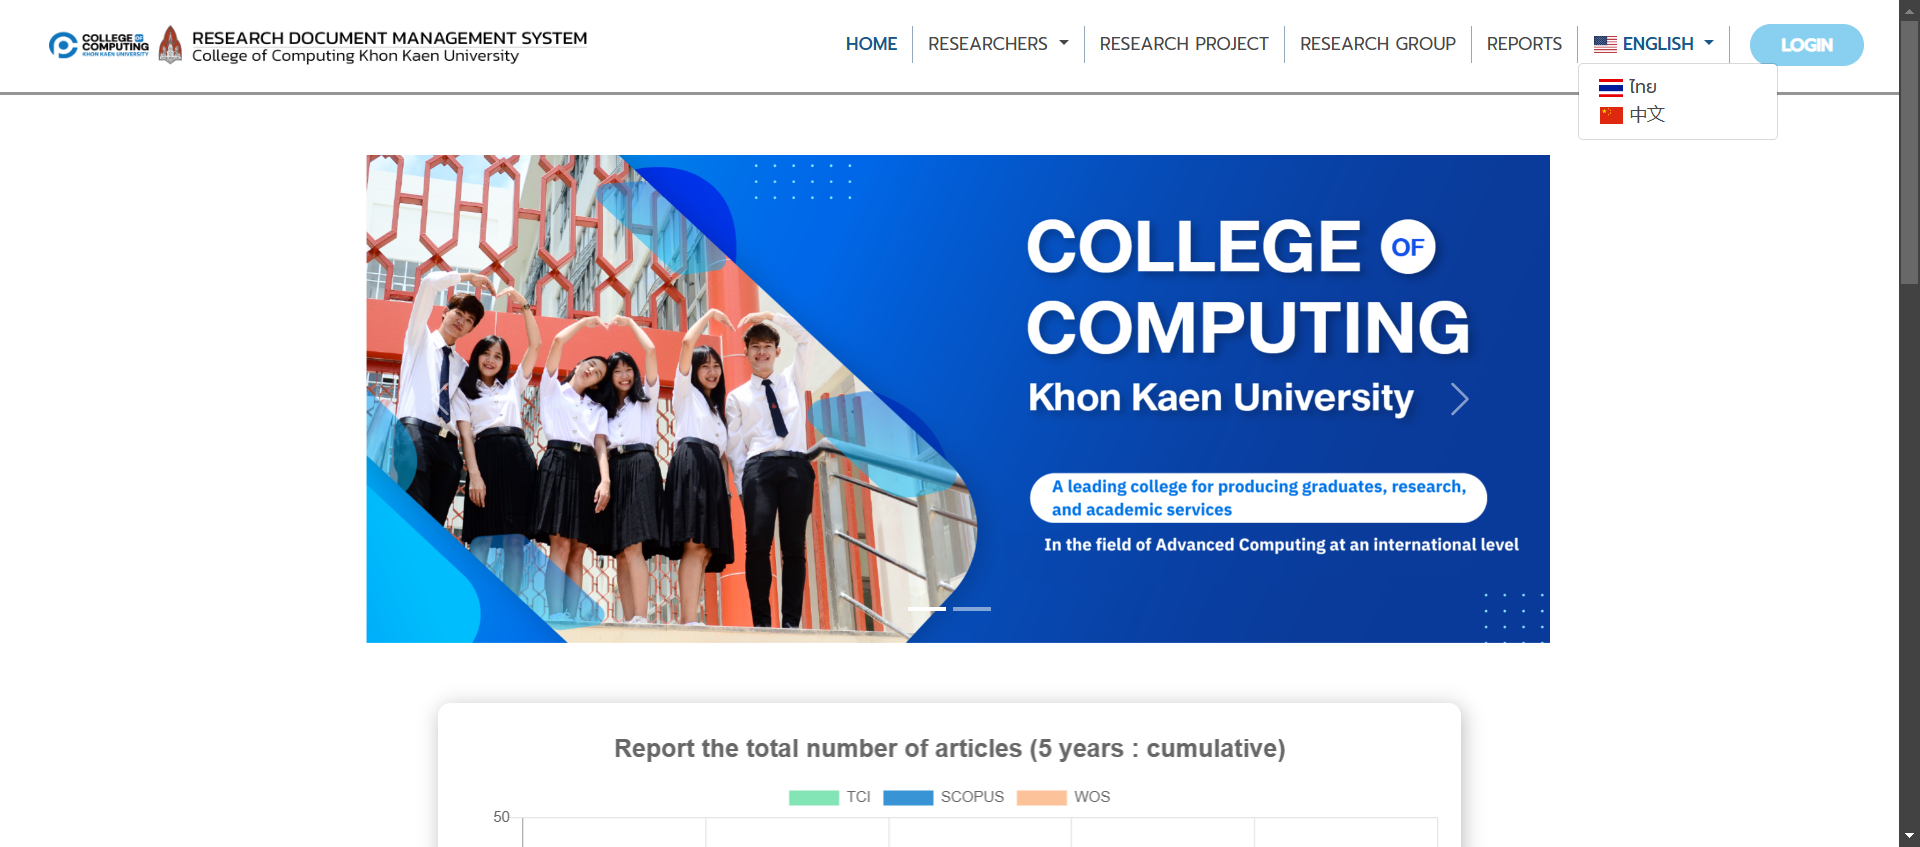 COLLEGE OF
COMPUTING
KHON KAEN UNIVERSITY
RESEARCH DOCUMENT MANAGEMENT SYSTEM
College of Computing Khon Kaen University
HOME
RESEARCHERS
RESEARCH PROJECT
RESEARCH GROUP
REPORTS
ENGLISH
LOGIN
ไทย
中文
COLLEGE OF
COMPUTING
Khon Kaen University
A leading college for producing graduates, research,
and academic services
In the field of Advanced Computing at an international level
Report the total number of articles (5 years : cumulative)
TCI SCOPUS WOS
50